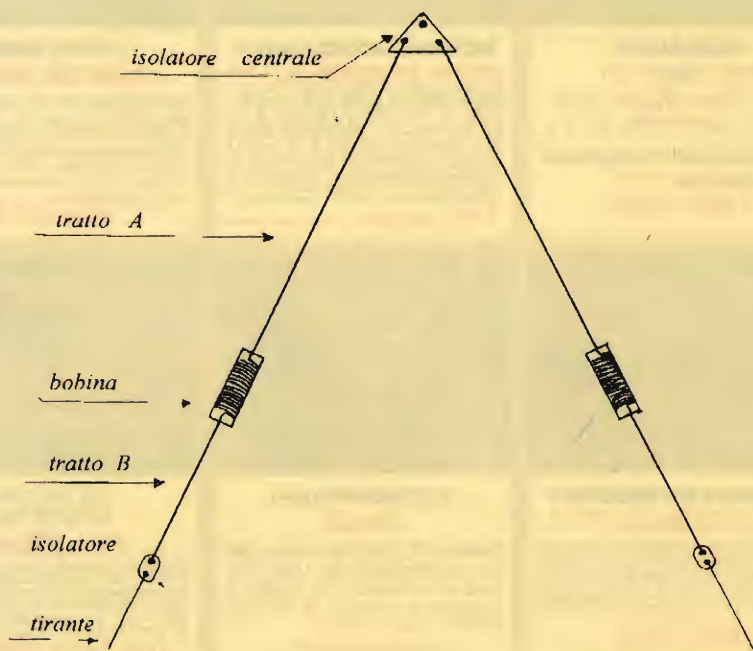 isolatore centrale
tratto A
bobina
tratto B
isolatore
tirante